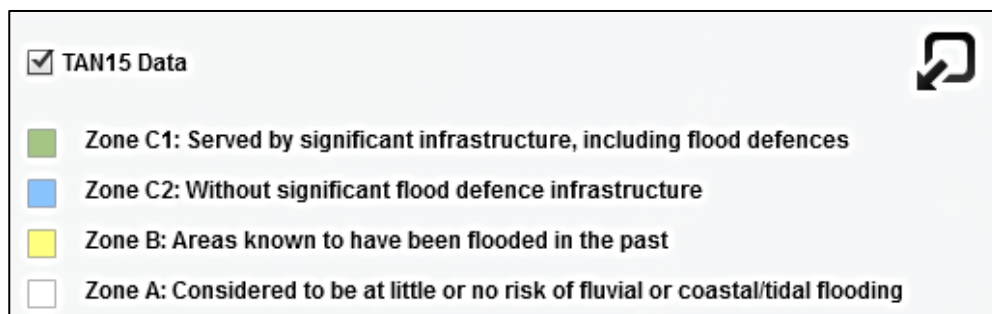 TAN15 Data
Zone C1: Served by significant infrastructure, including flood defences
Zone C2: Without significant flood defence infrastructure
Zone B: Areas known to have been flooded in the past
Zone A: Considered to be at little or no risk of fluvial or coastal/tidal flooding